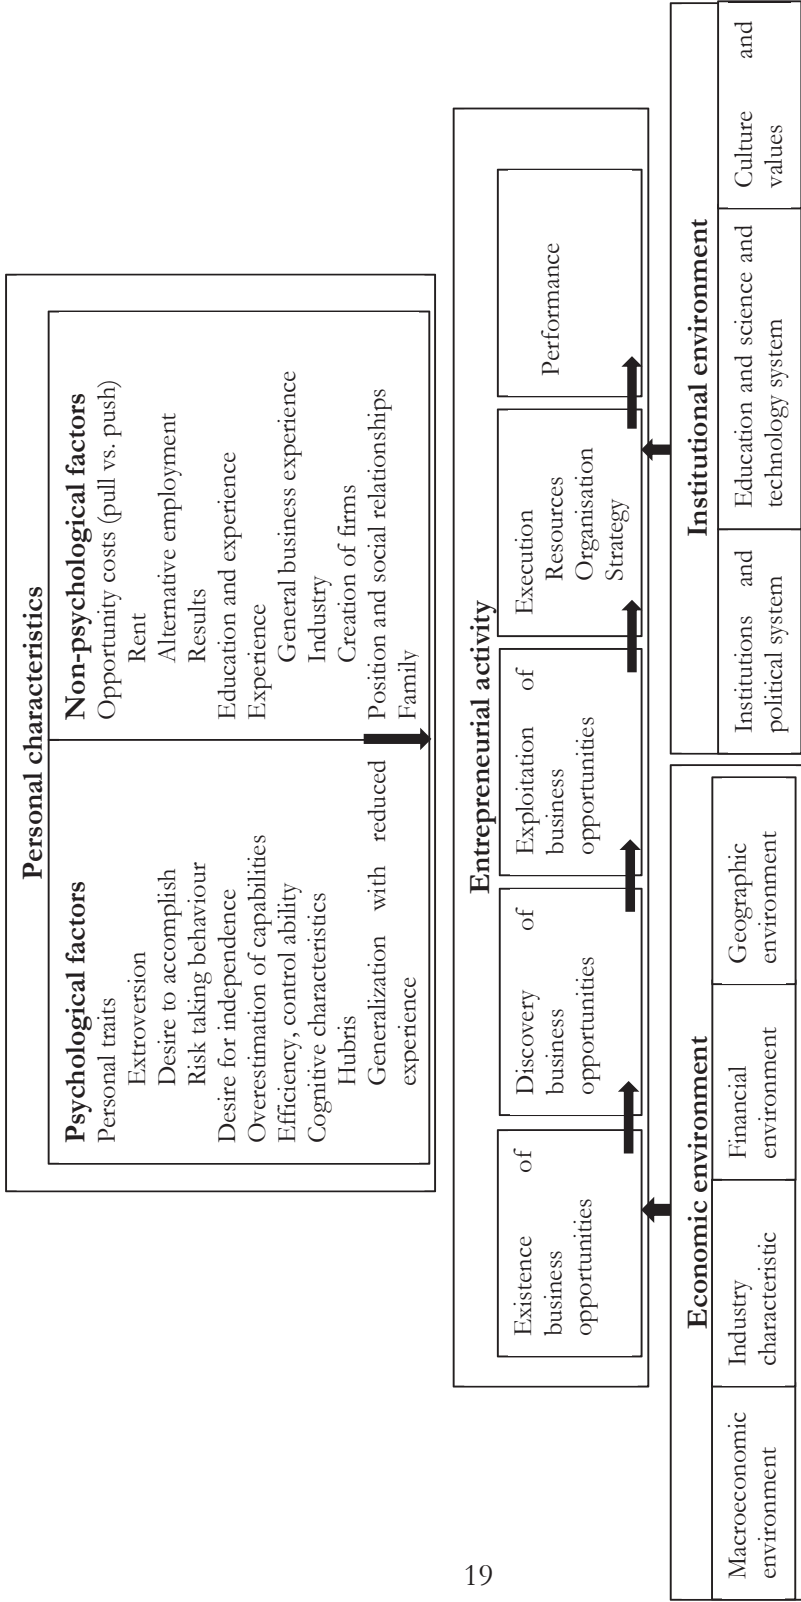 Personal characteristics
Psychological factors
Personal traits
Extroversion
Desire to accomplish
Risk taking behaviour
Desire for independence
Overestimation of capabilities
Efficiency, control ability
Cognitive characteristics
Hubris
Generalization with reduced
experience
Non-psychological factors
Opportunity costs (pull vs. push)
Rent
Alternative employment
Results
Education and experience
Experience
General business experience
Industry
Creation of firms
Position and social relationships
Family
Entrepreneurial activity
Existence of
business
opportunities
Discovery of
business
opportunities
Exploitation of
business
opportunities
Execution
Resources
Organisation
Strategy
Performance
Economic environment
Macroeconomic
environment
Industry
characteristic
Financial
environment
Geographic
environment
Institutional environment
Institutions and
political system
Education and science and
technology system
Culture and
values
19